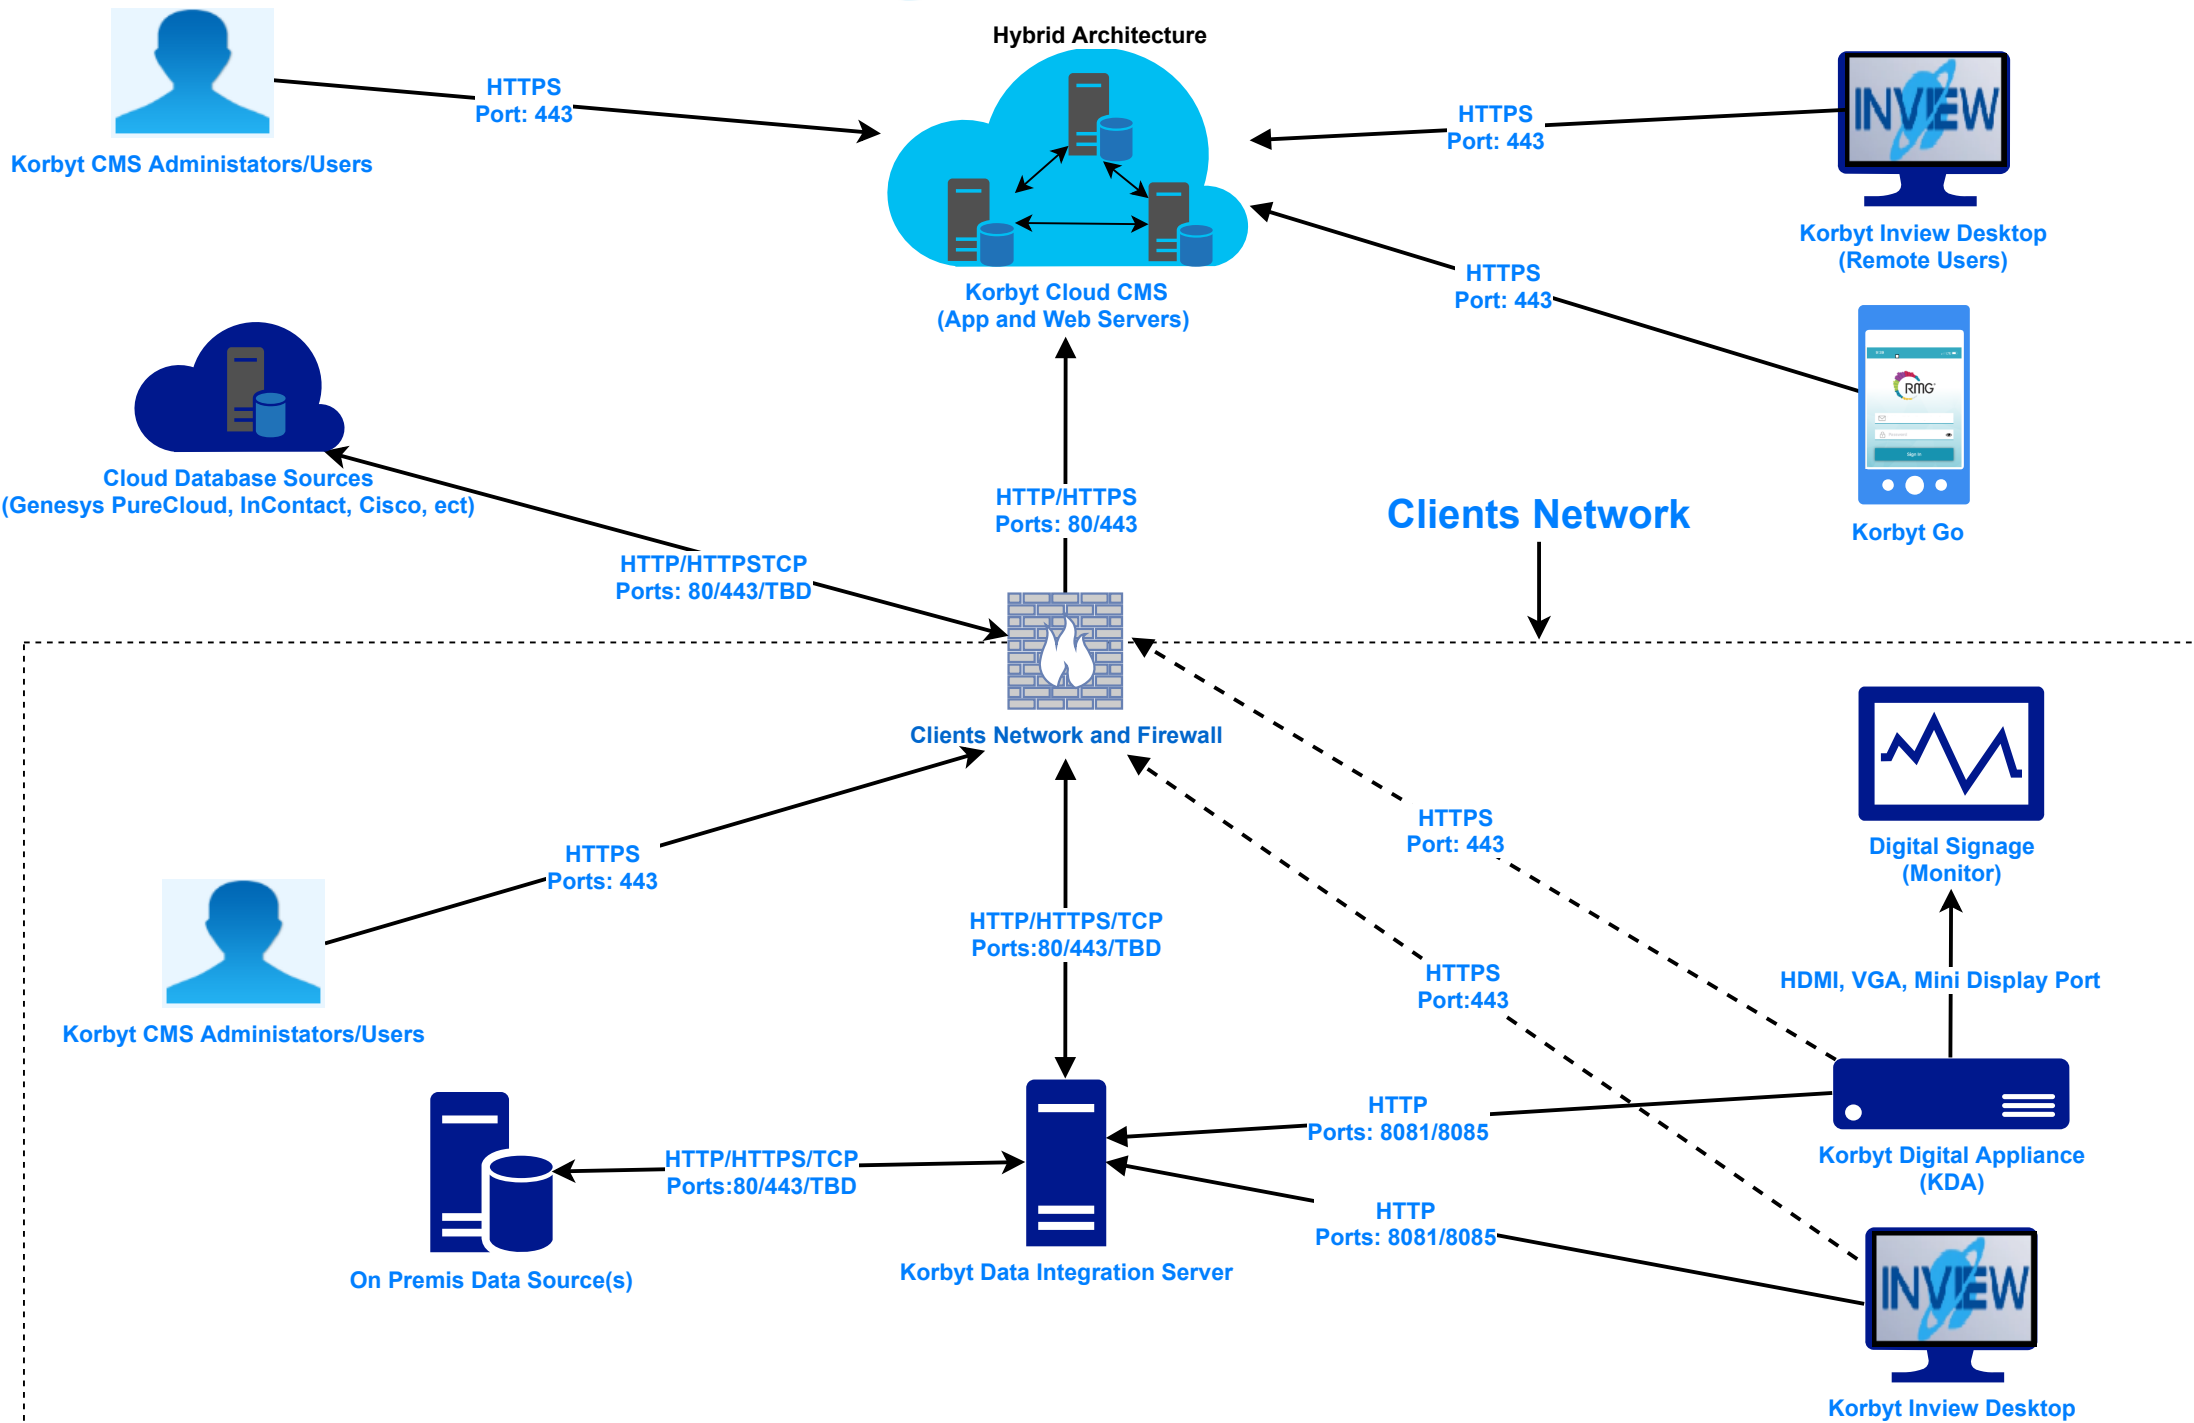 Hybrid Architecture
HTTPS
Port: 443
Korbyt CMS Administators/Users
HTTPS
Port: 443
INVIEW
Korbyt Inview Desktop
(Remote Users)
Korbyt Cloud CMS
(App and Web Servers)
HTTPS
Port: 443
RMG
Password
Sign In
Korbyt Go
Cloud Database Sources
(Genesys PureCloud, InContact, Cisco, ect)
HTTP/HTTPS
Ports: 80/443
Clients Network
HTTP/HTTPSTCP
Ports: 80/443/TBD
Clients Network and Firewall
HTTPS
Port: 443
Digital Signage
(Monitor)
HTTPS
Ports: 443
HTTP/HTTPS/TCP
Ports:80/443/TBD
HTTPS
Port:443
HDMI, VGA, Mini Display Port
Korbyt CMS Administators/Users
HTTP
Ports: 8081/8085
Korbyt Digital Appliance
(KDA)
HTTP/HTTPS/TCP
Ports:80/443/TBD
HTTP
Ports: 8081/8085
On Premis Data Source(s)
Korbyt Data Integration Server
INVIEW
Korbyt Inview Desktop